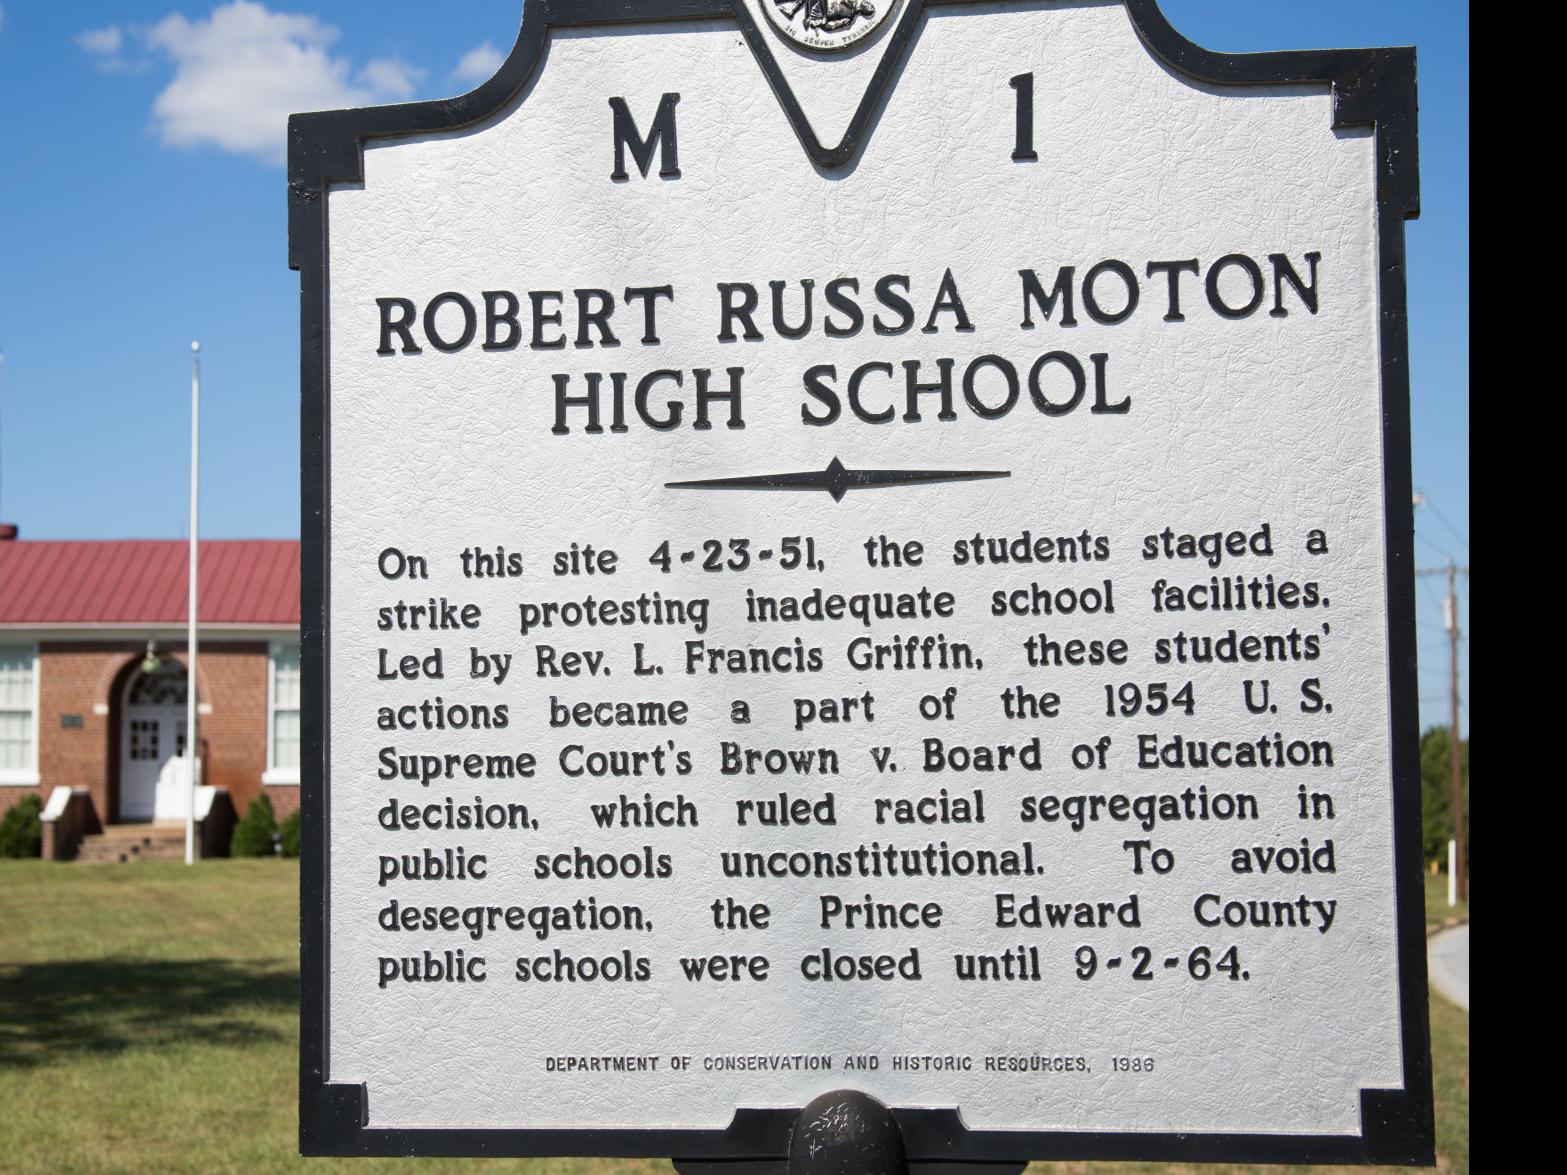 SIC SEMPER TYRANNIS
M 1
ROBERT RUSSA MOTON
HIGH SCHOOL
On this site 4-23-51, the students staged a
strike protesting inadequate school facilities.
Led by Rev. L. Francis Griffin, these students'
actions became a part of the 1954 U. S.
Supreme Court's Brown v. Board of Education
decision, which ruled racial segregation in
public schools unconstitutional. To avoid
desegregation, the Prince Edward County
public schools were closed until 9-2-64.
DEPARTMENT OF CONSERVATION AND HISTORIC RESOURCES, 1986